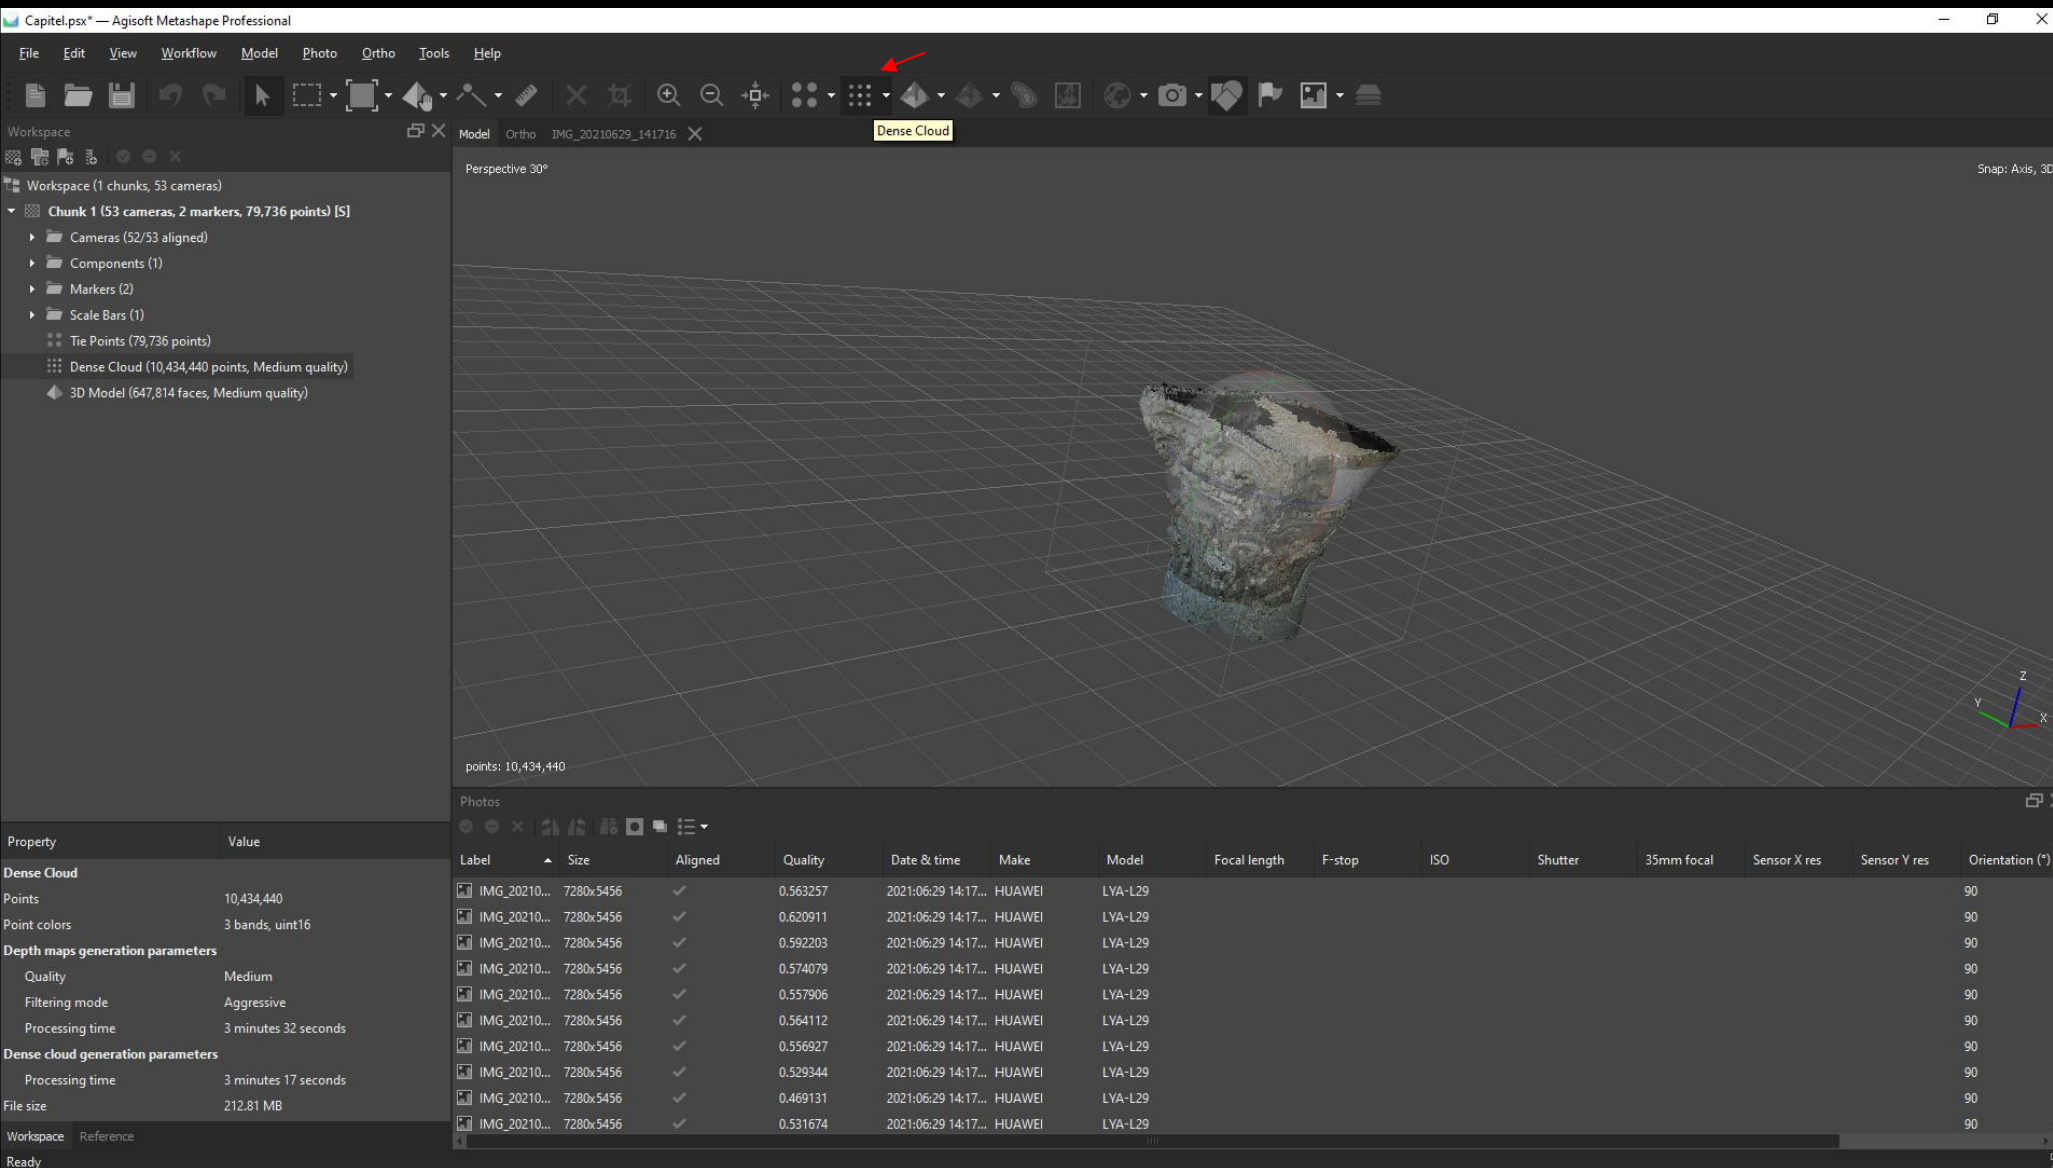 Capitel.psx* — Agisoft Metashape Professional
File Edit View Workflow Model Photo Ortho Tools Help
Workspace
Model Ortho IMG_20210629_141716
Dense Cloud
Perspective 30°
Snap: Axis, 3D
Workspace (1 chunks, 53 cameras)
Chunk 1 (53 cameras, 2 markers, 79,736 points) [S]
Cameras (52/53 aligned)
Components (1)
Markers (2)
Scale Bars (1)
Tie Points (79,736 points)
Dense Cloud (10,434,440 points, Medium quality)
3D Model (647,814 faces, Medium quality)
Z
Y
X
points: 10,434,440
Property Value
Dense Cloud
Points 10,434,440
Point colors 3 bands, uint16
Depth maps generation parameters
Quality Medium
Filtering mode Aggressive
Processing time 3 minutes 32 seconds
Dense cloud generation parameters
Processing time 3 minutes 17 seconds
File size 212.81 MB
Workspace Reference
Photos
Label Size Aligned Quality Date & time Make Model Focal length F-stop ISO Shutter 35mm focal Sensor X res Sensor Y res Orientation (°)
IMG_20210... 7280x5456 0.563257 2021:06:29 14:17... HUAWEI LYA-L29 90
IMG_20210... 7280x5456 0.620911 2021:06:29 14:17... HUAWEI LYA-L29 90
IMG_20210... 7280x5456 0.592203 2021:06:29 14:17... HUAWEI LYA-L29 90
IMG_20210... 7280x5456 0.574079 2021:06:29 14:17... HUAWEI LYA-L29 90
IMG_20210... 7280x5456 0.557906 2021:06:29 14:17... HUAWEI LYA-L29 90
IMG_20210... 7280x5456 0.564112 2021:06:29 14:17... HUAWEI LYA-L29 90
IMG_20210... 7280x5456 0.556927 2021:06:29 14:17... HUAWEI LYA-L29 90
IMG_20210... 7280x5456 0.529344 2021:06:29 14:17... HUAWEI LYA-L29 90
IMG_20210... 7280x5456 0.469131 2021:06:29 14:17... HUAWEI LYA-L29 90
IMG_20210... 7280x5456 0.531674 2021:06:29 14:17... HUAWEI LYA-L29 90
Ready